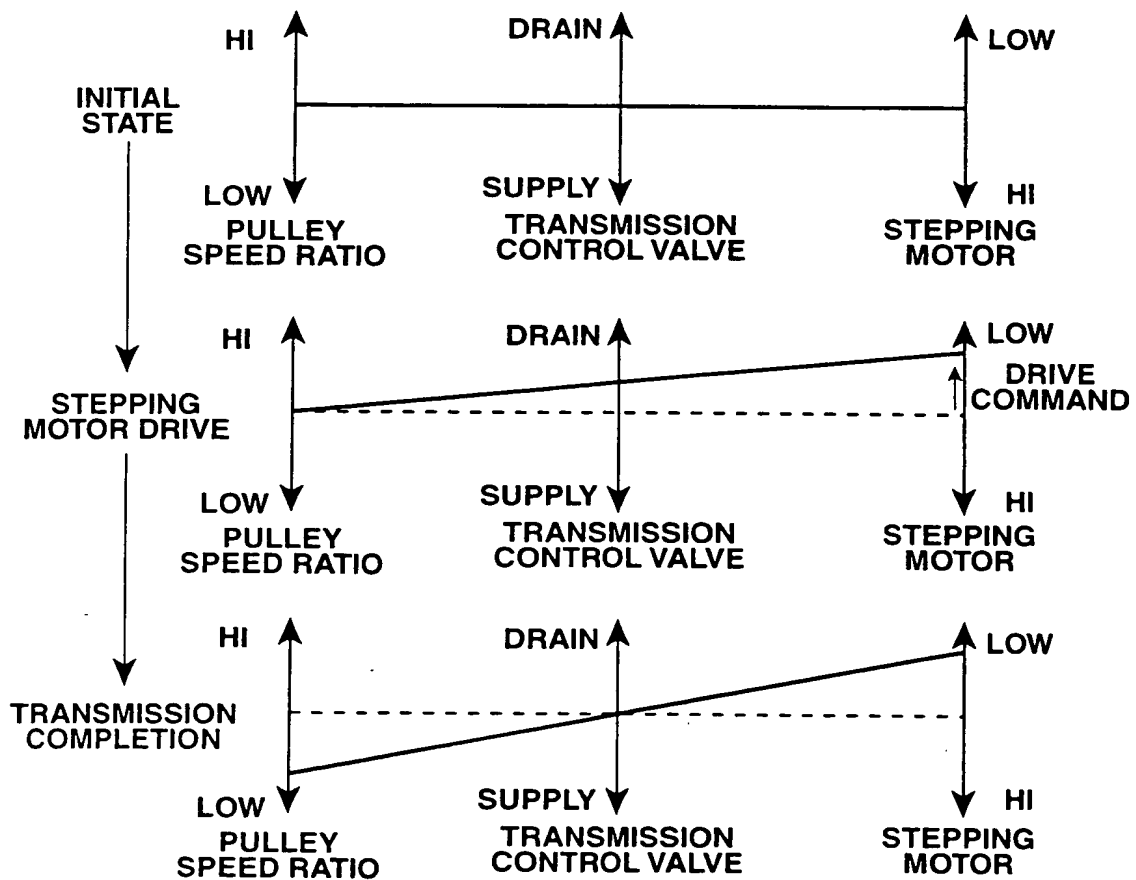 HI
DRAIN
LOW
INITIAL
STATE
LOW
SUPPLY
HI
PULLEY
SPEED RATIO
TRANSMISSION
CONTROL VALVE
STEPPING
MOTOR
HI
DRAIN
LOW
DRIVE
COMMAND
STEPPING
MOTOR DRIVE
LOW
SUPPLY
HI
PULLEY
SPEED RATIO
TRANSMISSION
CONTROL VALVE
STEPPING
MOTOR
HI
DRAIN
LOW
TRANSMISSION
COMPLETION
LOW
SUPPLY
HI
PULLEY
SPEED RATIO
TRANSMISSION
CONTROL VALVE
STEPPING
MOTOR